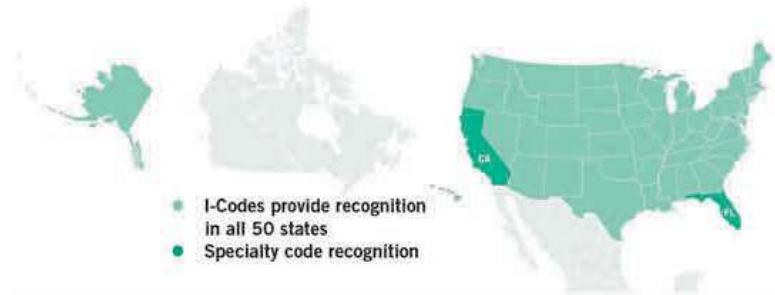 CA
FL
I-Codes provide recognition
in all 50 states
Specialty code recognition